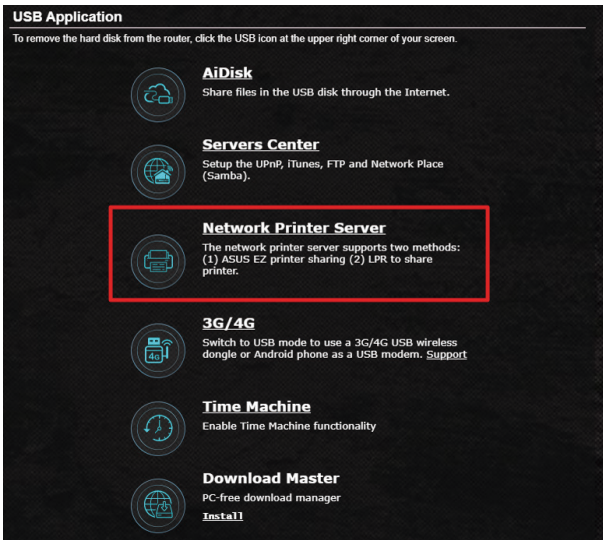 USB Application
To remove the hard disk from the router, click the USB icon at the upper right corner of your screen.
AiDisk
Share files in the USB disk through the Internet.
Servers Center
Setup the UPnP, iTunes, FTP and Network Place
(Samba).
Network Printer Server
The network printer server supports two methods:
(1) ASUS EZ printer sharing (2) LPR to share
printer.
3G/4G
4G
Switch to USB mode to use a 3G/4G USB wireless
dongle or Android phone as a USB modem. Support
Time Machine
Enable Time Machine functionality
Download Master
PC-free download manager
Install